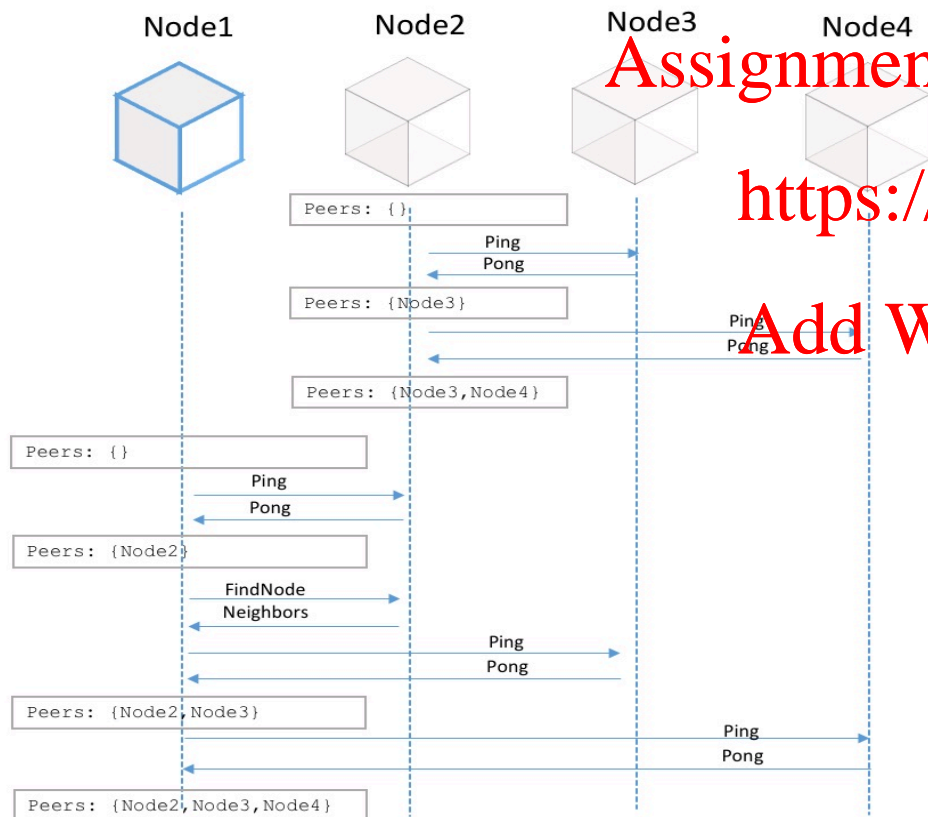 Node1 Node2 Node3 Node4
https://
Peers: {}
Ping
Pong
Peers: {Node3}
Ping
Pong
Add
Peers: {Node3,Node4}
Peers: {}
Ping
Pong
Peers: {Node2}
FindNode
Neighbors
Ping
Pong
Peers: {Node2,Node3}
Ping
Pong
Peers: {Node2,Node3,Node4}